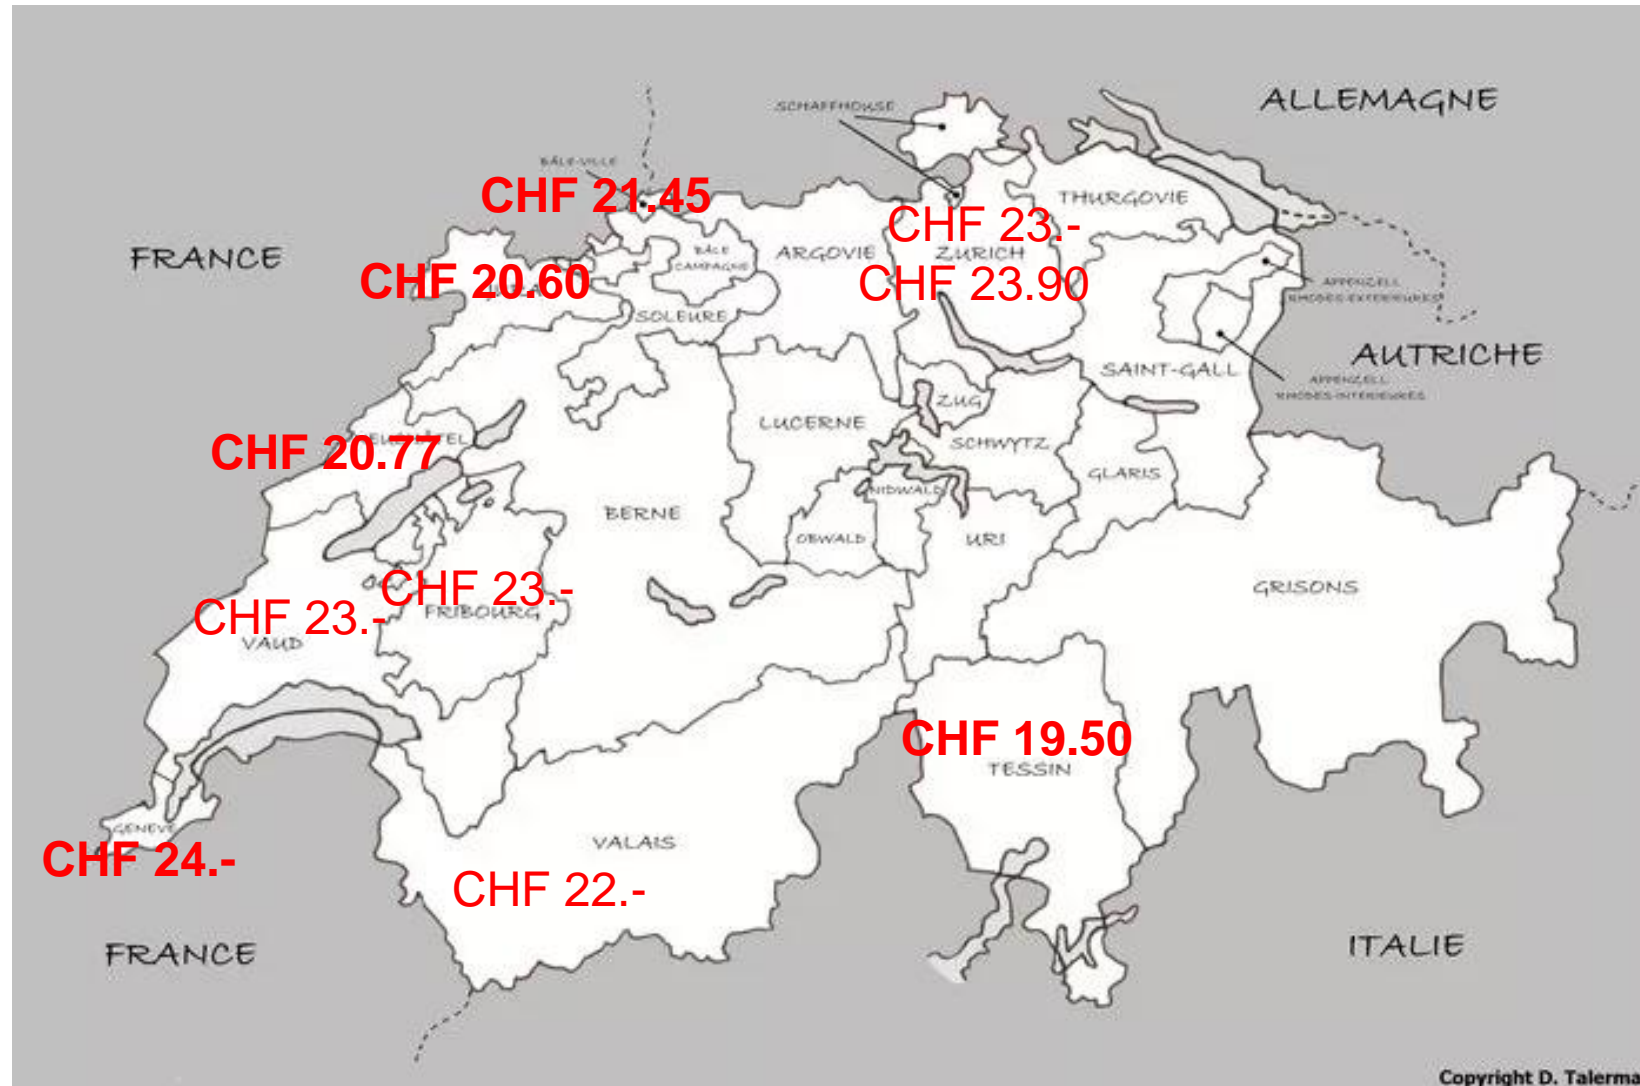 ALLEMAGNE
SCHAFFHOUSE
BÂLE-VILLE
CHF 21.45
THURGOVIE
CHF 23.-
FRANCE
BÂLE
CAMPAGNE
ARGOVIE
ZURICH
CHF 20.60
CHF 23.90
APPENZELL
RHODES-EXTERIEURES
SOLEURE
AUTRICHE
SAINT-GALL
APPENZELL
RHODES-INTERIEURES
ZUG
LUCERNE
CHF 20.77
SCHWYTZ
GLARIS
NIDWALD
BERNE
OBWALD
URI
CHF 23.-
GRISONS
CHF 23.-
FRIBOURG
VAUD
CHF 19.50
TESSIN
GENEVE
VALAIS
CHF 24.-
CHF 22.-
FRANCE
ITALIE
Copyright D. Talerma